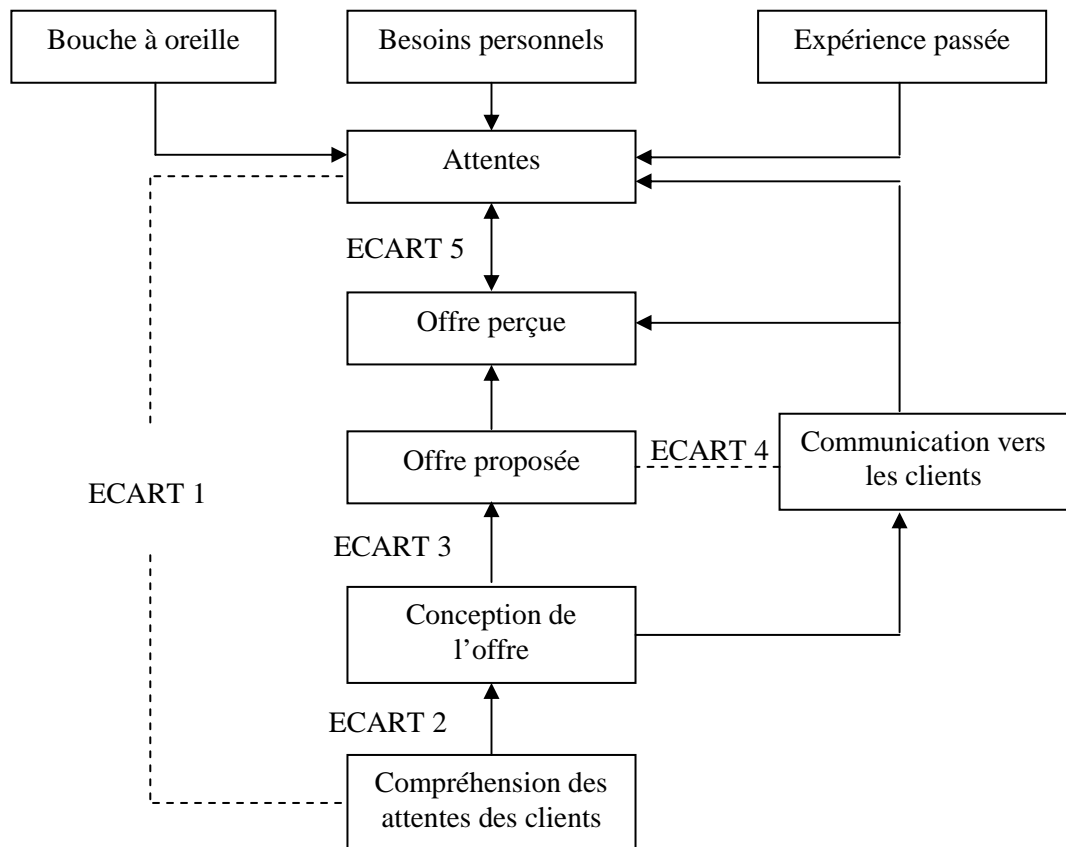 Bouche à oreille
Besoins personnels
Expérience passée
Attentes
ECART 5
Offre perçue
Offre proposée
ECART 4
Communication vers
les clients
ECART 1
ECART 3
Conception de
l’offre
ECART 2
Compréhension des
attentes des clients